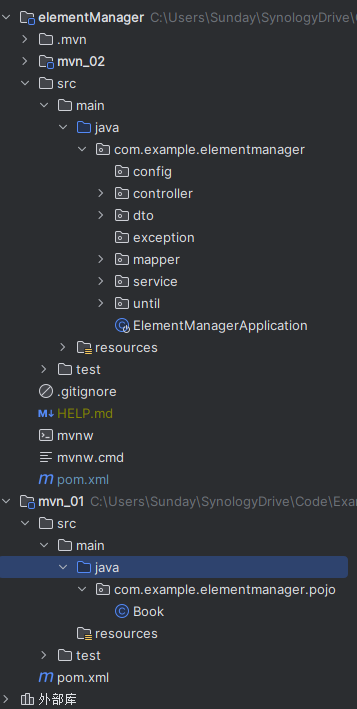 elementManager C:\Users\Sunday\SynologyDrive\
.mvn
mvn_02
src
main
java
com.example.elementmanager
config
controller
dto
exception
mapper
service
until
ElementManagerApplication
resources
test
.gitignore
M↓ HELP.md
mvnw
mvnw.cmd
m pom.xml
mvn_01 C:\Users\Sunday\SynologyDrive\Code\Exa
src
main
java
com.example.elementmanager.pojo
C Book
resources
test
m pom.xml
外部库